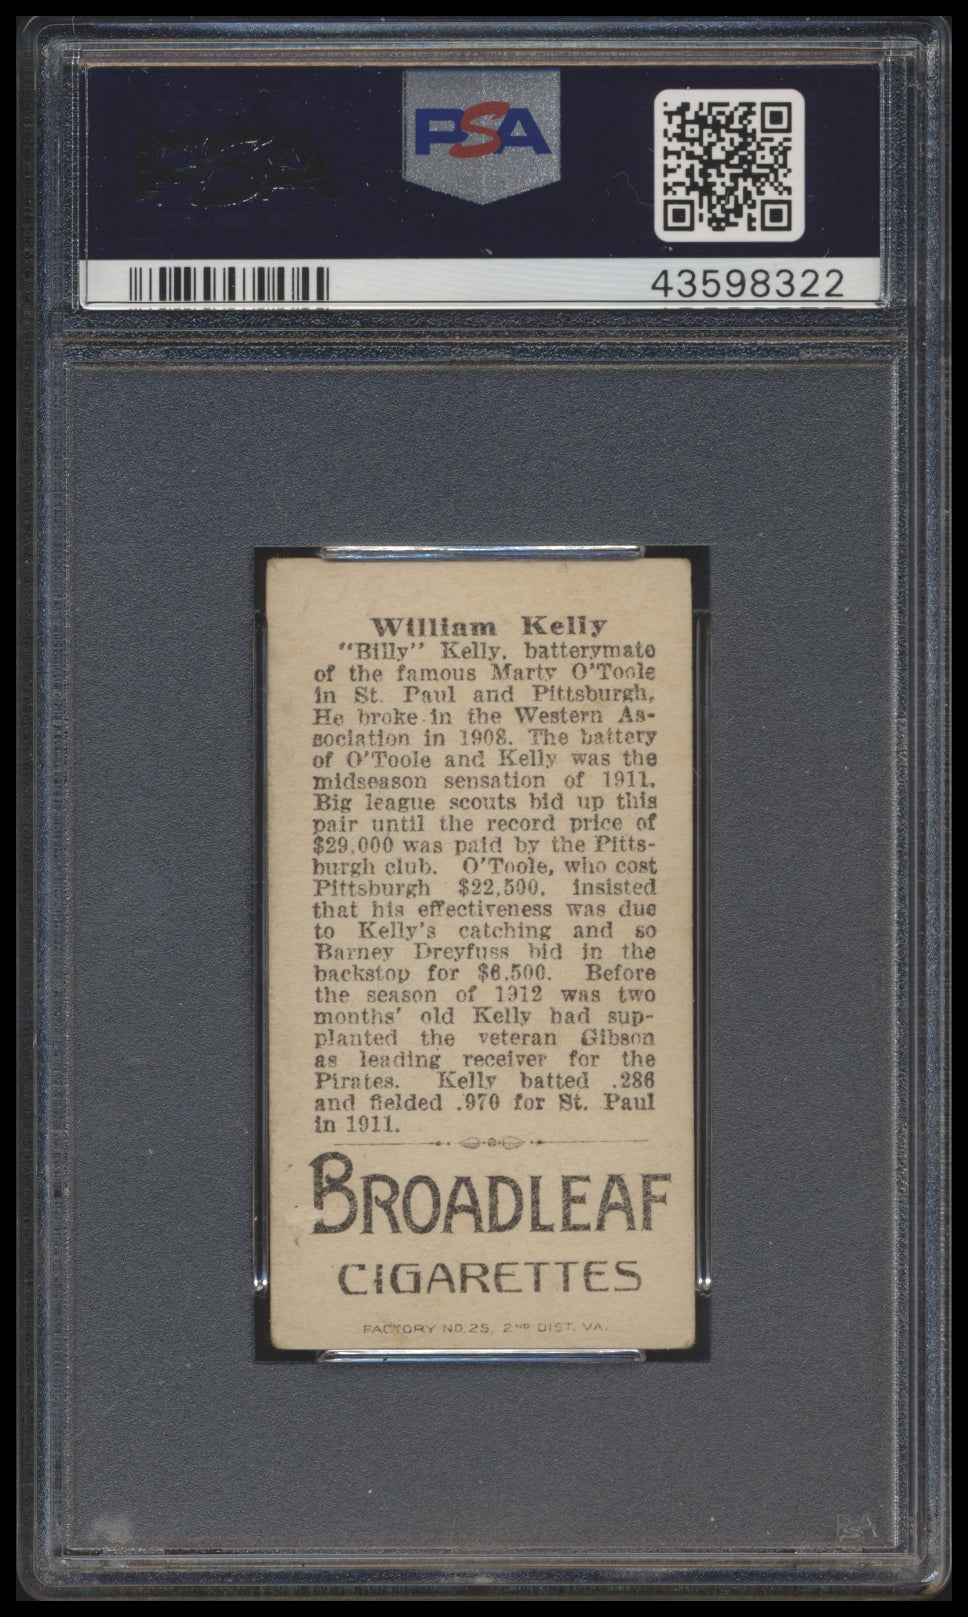 PSA
PSA
43598322
William Kelly
"Billy" Kelly, batterymate
of the famous Marty O'Toole
in St. Paul and Pittsburgh.
He broke in the Western As-
sociation in 1908. The battery
of O'Toole and Kelly was the
midseason sensation of 1911.
Big league scouts bid up this
pair until the record price of
$29,000 was paid by the Pitts-
burgh club. O'Toole, who cost
Pittsburgh $22,500, insisted
that his effectiveness was due
to Kelly's catching and so
Barney Dreyfuss bid in the
backstop for $6,500. Before
the season of 1912 was two
months' old Kelly had sup-
planted the veteran Gibson
as leading receiver for the
Pirates. Kelly batted .286
and fielded .970 for St. Paul
in 1911.
BROADLEAF
CIGARETTES
FACTORY NO. 25, 2ND DIST. VA.
PSA